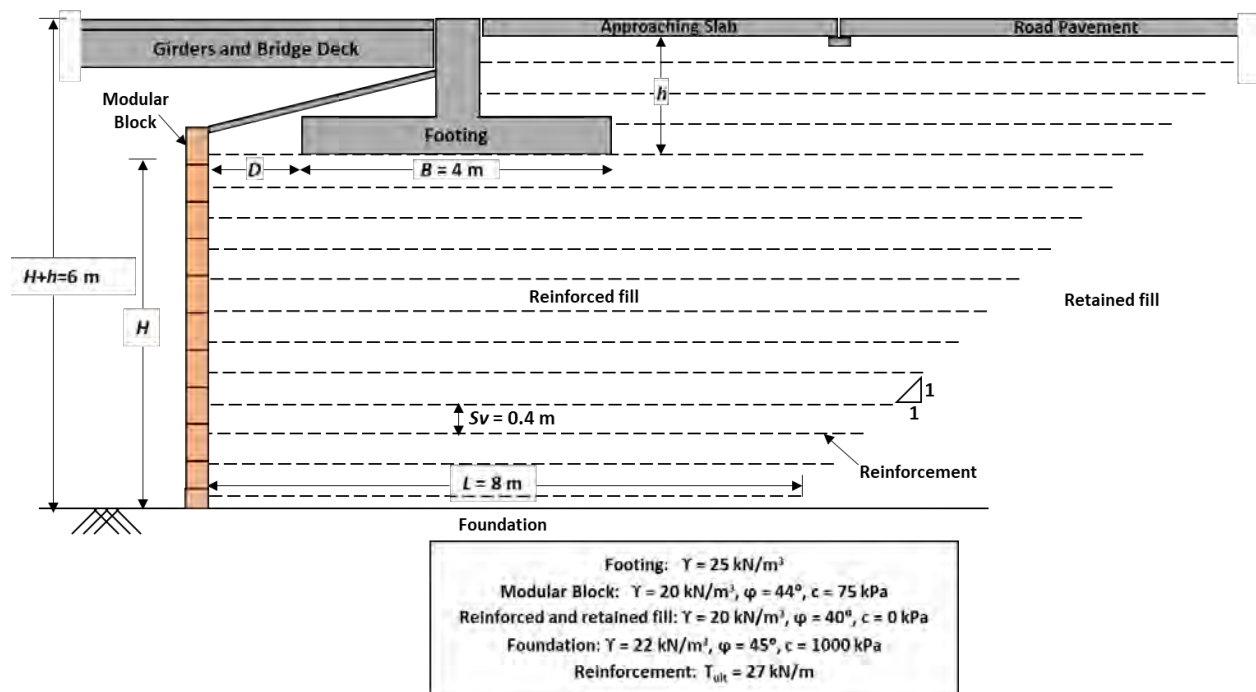 Approaching Slab
Road Pavement
Girders and Bridge Deck
Modular
Block
h
Footing
D
B = 4 m
H+h=6 m
H
Reinforced fill
Retained fill
1
1
Sv = 0.4 m
Reinforcement
L = 8 m
Foundation
Footing: ϒ = 25 kN/m³
Modular Block: ϒ = 20 kN/m³, φ = 44°, c = 75 kPa
Reinforced and retained fill: ϒ = 20 kN/m³, φ = 40°, c = 0 kPa
Foundation: ϒ = 22 kN/m³, φ = 45°, c = 1000 kPa
Reinforcement: Tult = 27 kN/m